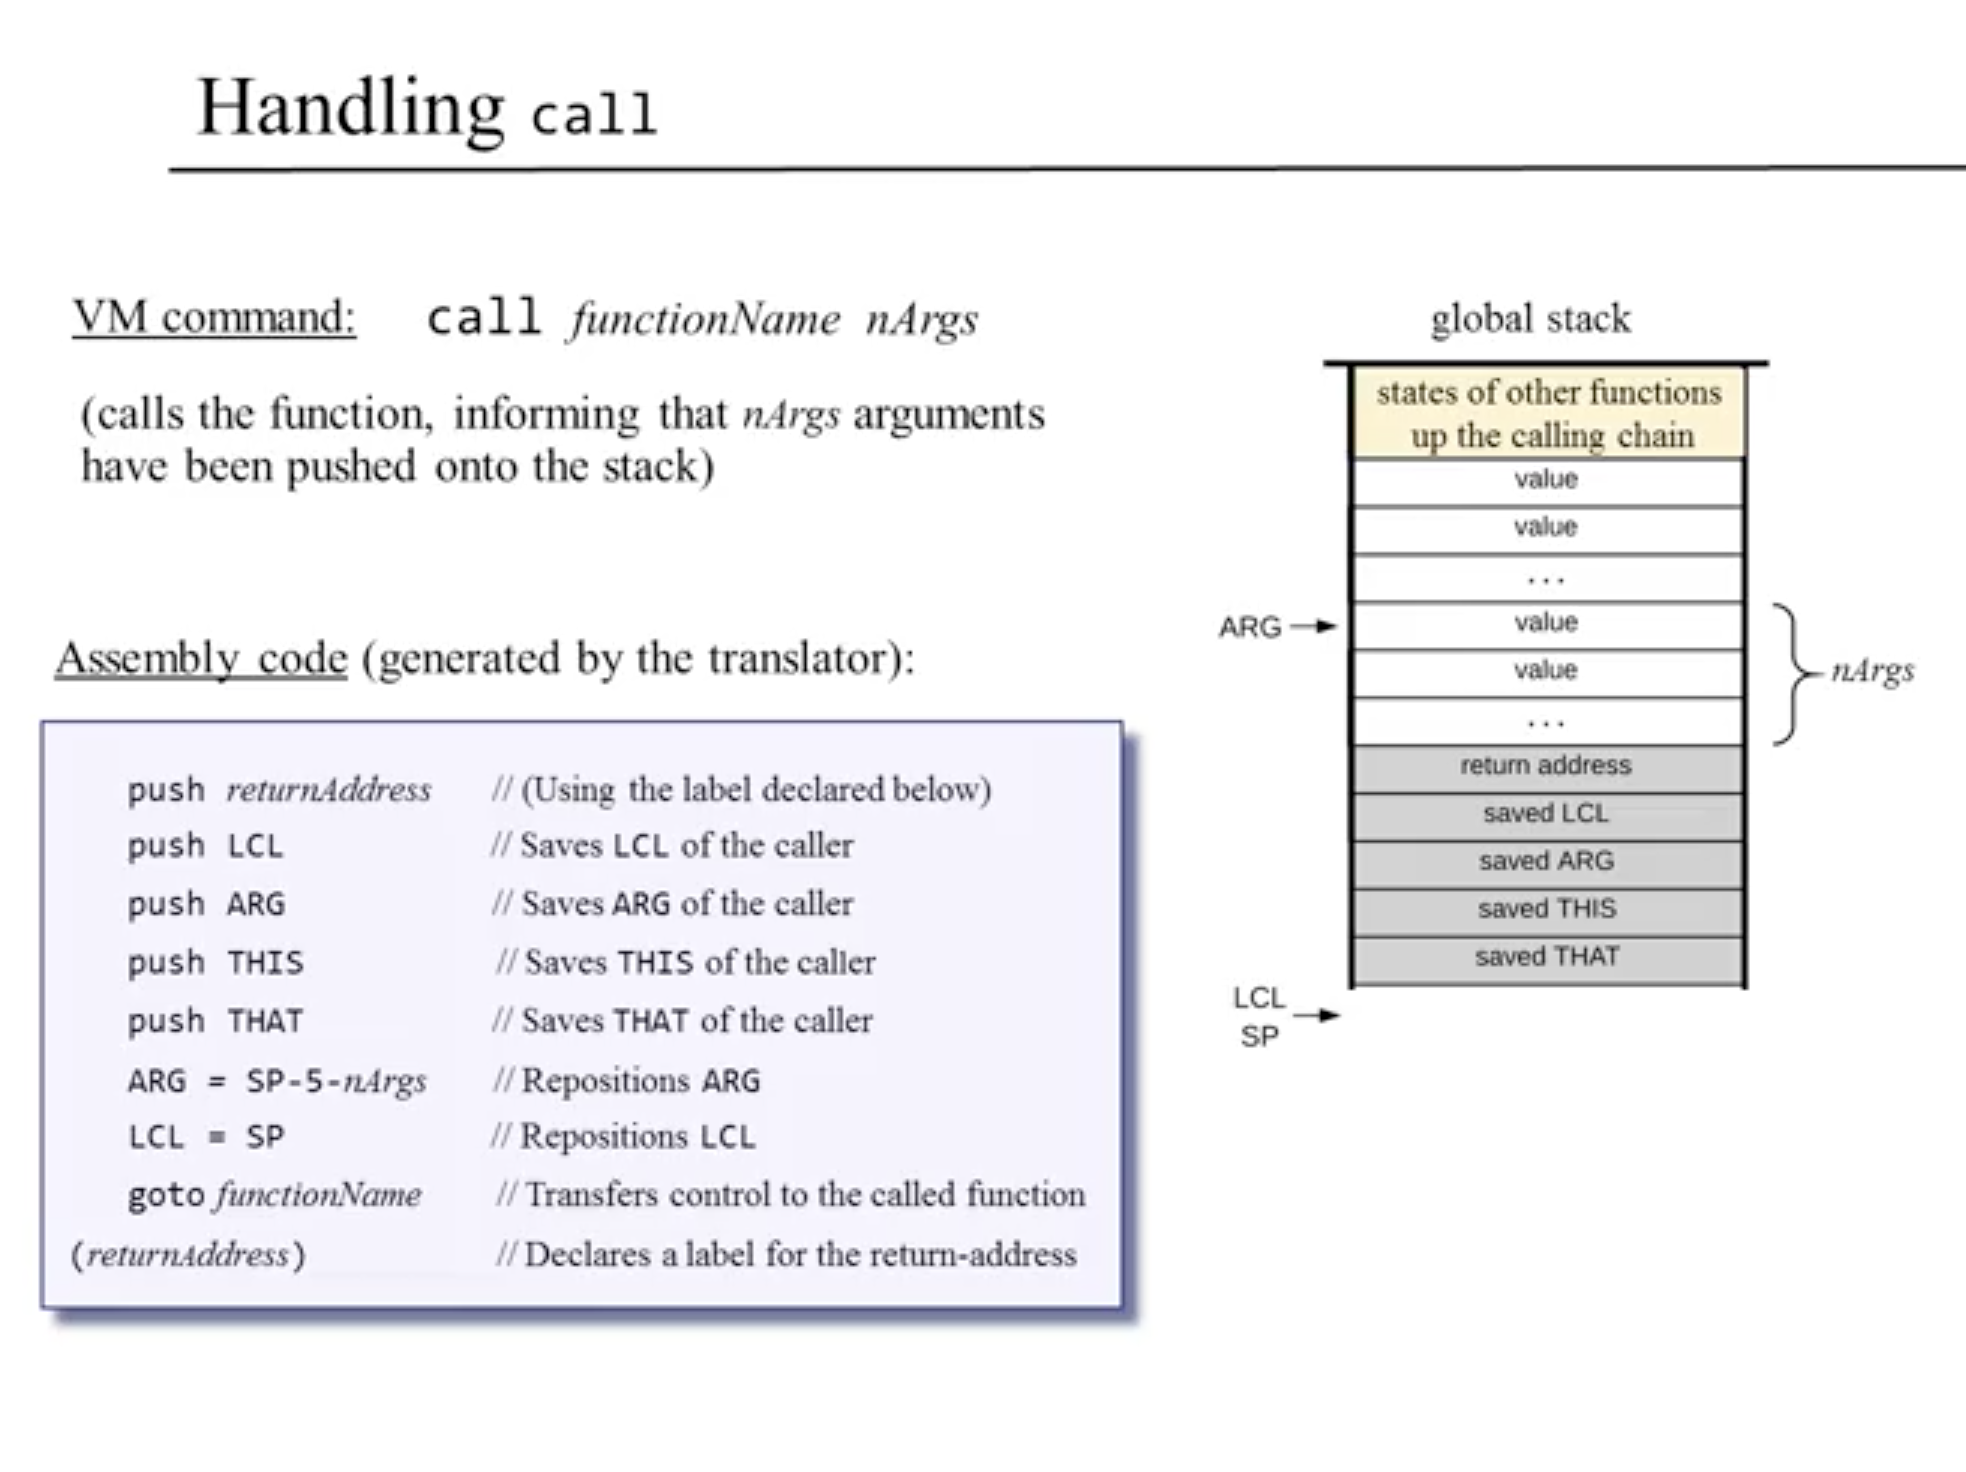 Handling call
VM command: call functionName nArgs
(calls the function, informing that nArgs arguments
have been pushed onto the stack)
Assembly code (generated by the translator):
push returnAddress // (Using the label declared below)
push LCL // Saves LCL of the caller
push ARG // Saves ARG of the caller
push THIS // Saves THIS of the caller
push THAT // Saves THAT of the caller
ARG = SP-5-nArgs // Repositions ARG
LCL = SP // Repositions LCL
goto functionName // Transfers control to the called function
(returnAddress) // Declares a label for the return-address
global stack
states of other functions
up the calling chain
value
value
...
ARG
value
value
nArgs
...
return address
saved LCL
saved ARG
saved THIS
saved THAT
LCL
SP